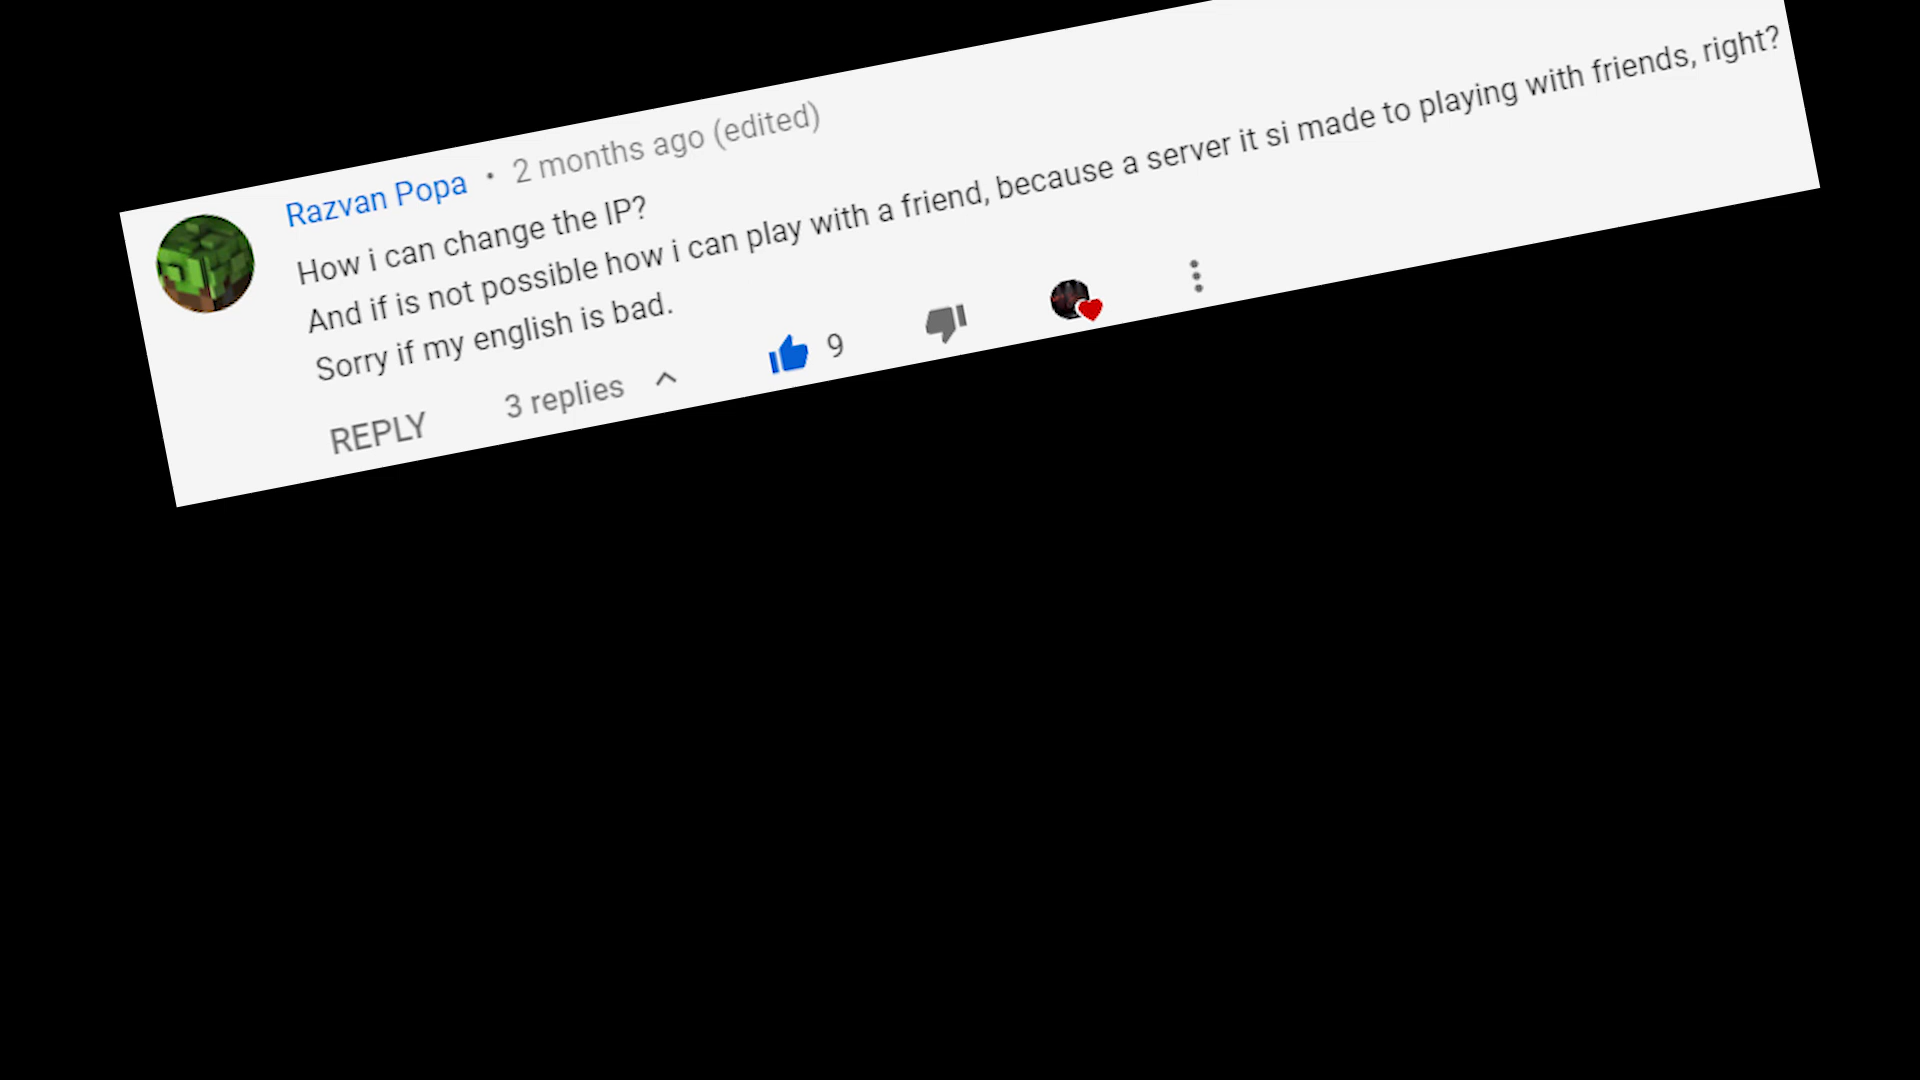 Razvan Popa • 2 months ago (edited)
How i can change the IP?
And if is not possible how i can play with a friend, because a server it si made to playing with friends, right?
Sorry if my english is bad.
REPLY 3 replies 9